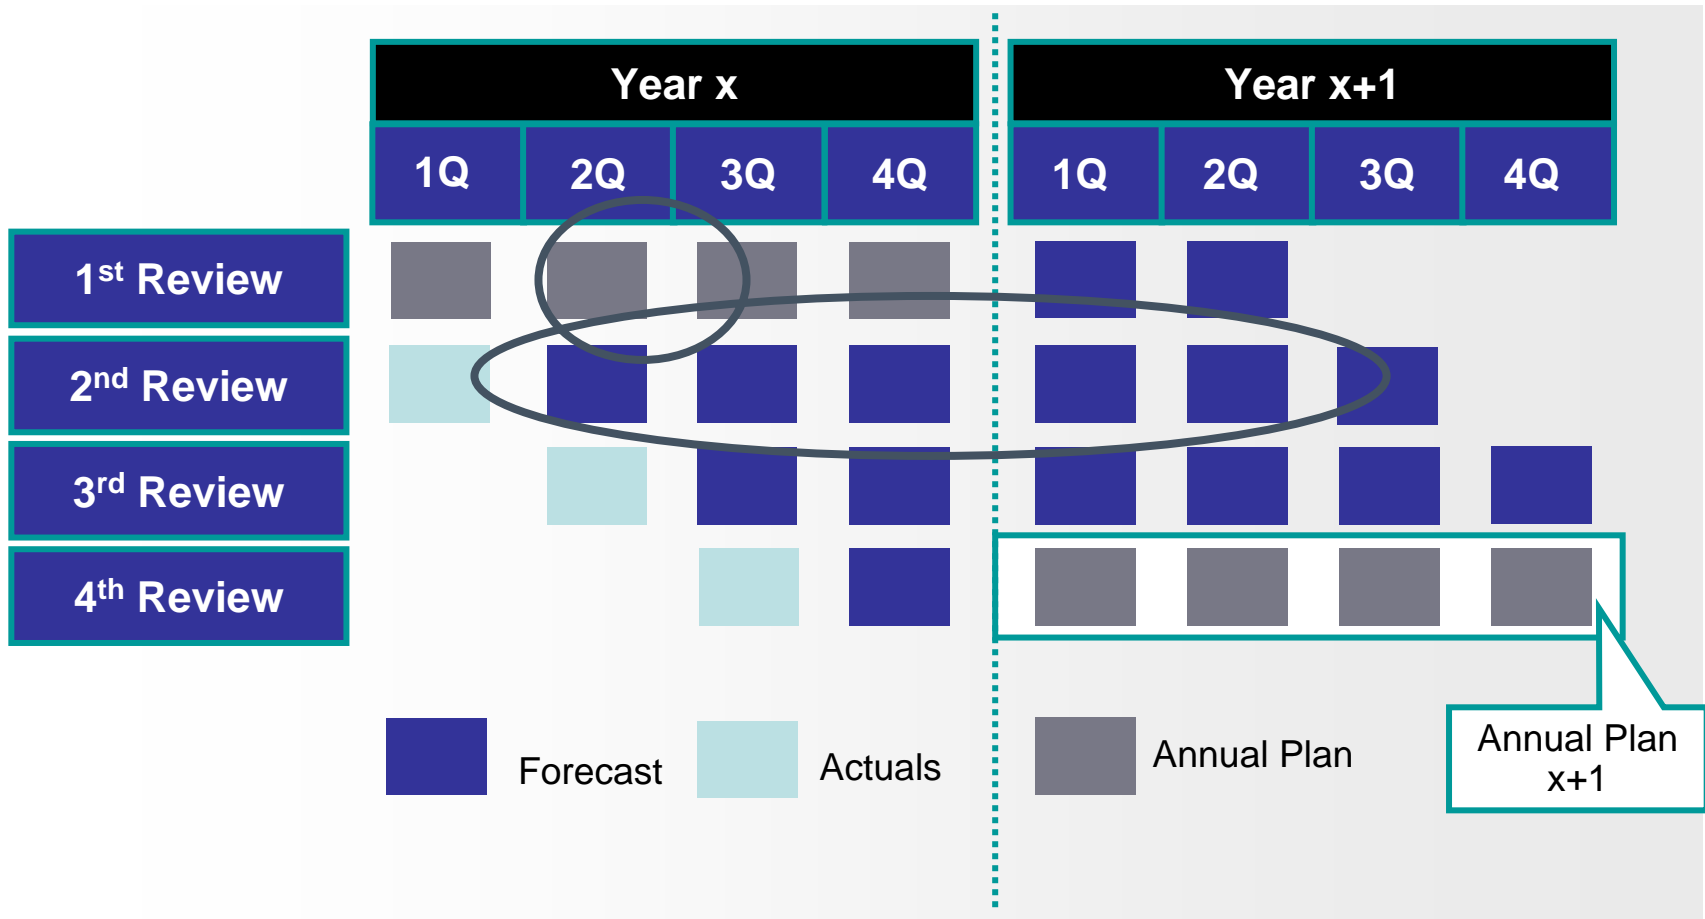 Year x
Year x+1
1Q 2Q 3Q 4Q 1Q 2Q 3Q 4Q
1st Review
2nd Review
3rd Review
4th Review
Forecast
Actuals
Annual Plan
Annual Plan
x+1